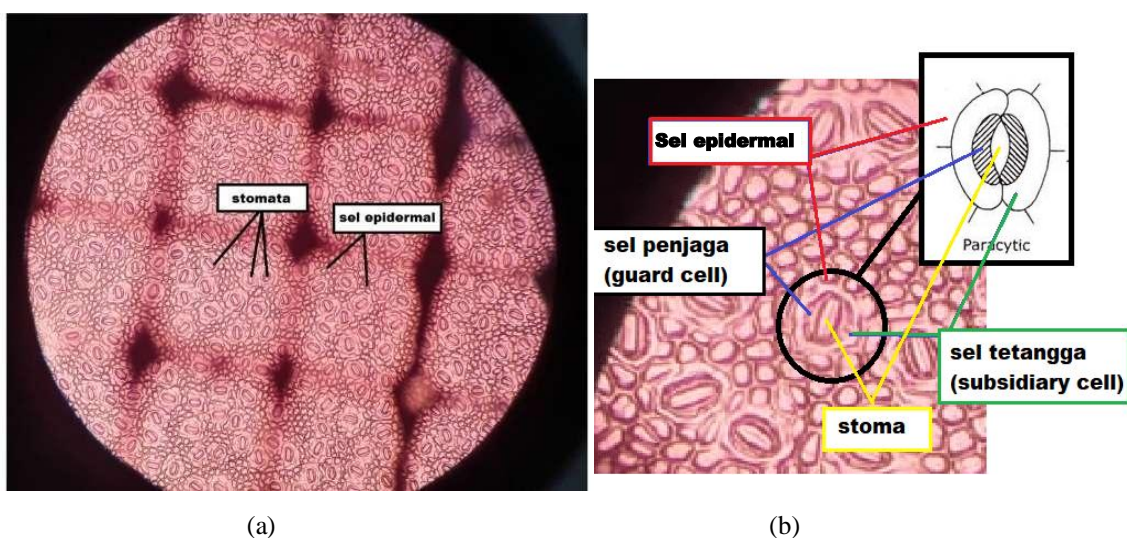 stomata
sel epidermal
Sel epidermal
sel penjaga
(guard cell)
Paracytic
sel tetangga
(subsidiary cell)
stoma
(a)
(b)